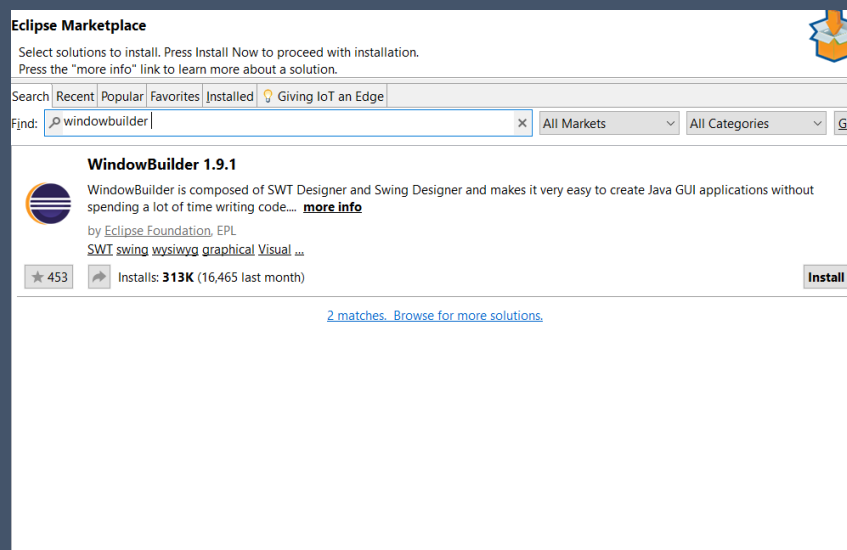 Eclipse Marketplace
Select solutions to install. Press Install Now to proceed with installation.
Press the "more info" link to learn more about a solution.
Search Recent Popular Favorites Installed Giving IoT an Edge
Find: windowbuilder All Markets All Categories G
WindowBuilder 1.9.1
WindowBuilder is composed of SWT Designer and Swing Designer and makes it very easy to create Java GUI applications without
spending a lot of time writing code.... more info
by Eclipse Foundation, EPL
SWT swing wysiwyg graphical Visual ...
453 Installs: 313K (16,465 last month) Install
2 matches. Browse for more solutions.